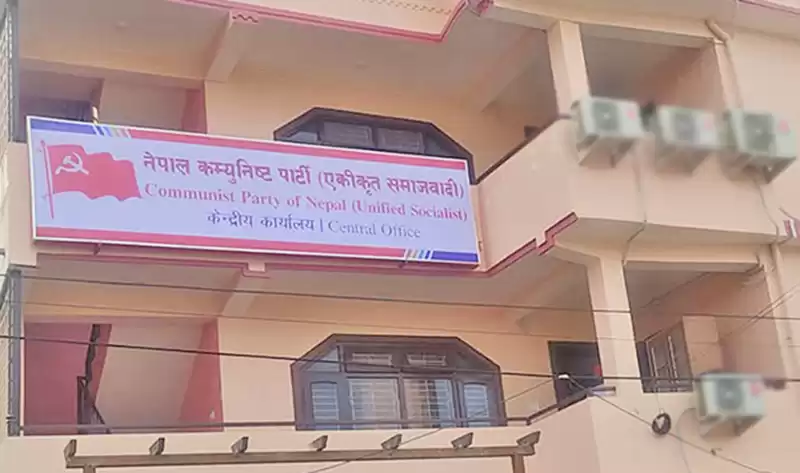 नेपाल कम्युनिष्ट पार्टी (एकीकृत समाजवादी)
Communist Party of Nepal (Unified Socialist)
केन्द्रीय कार्यालय | Central Office